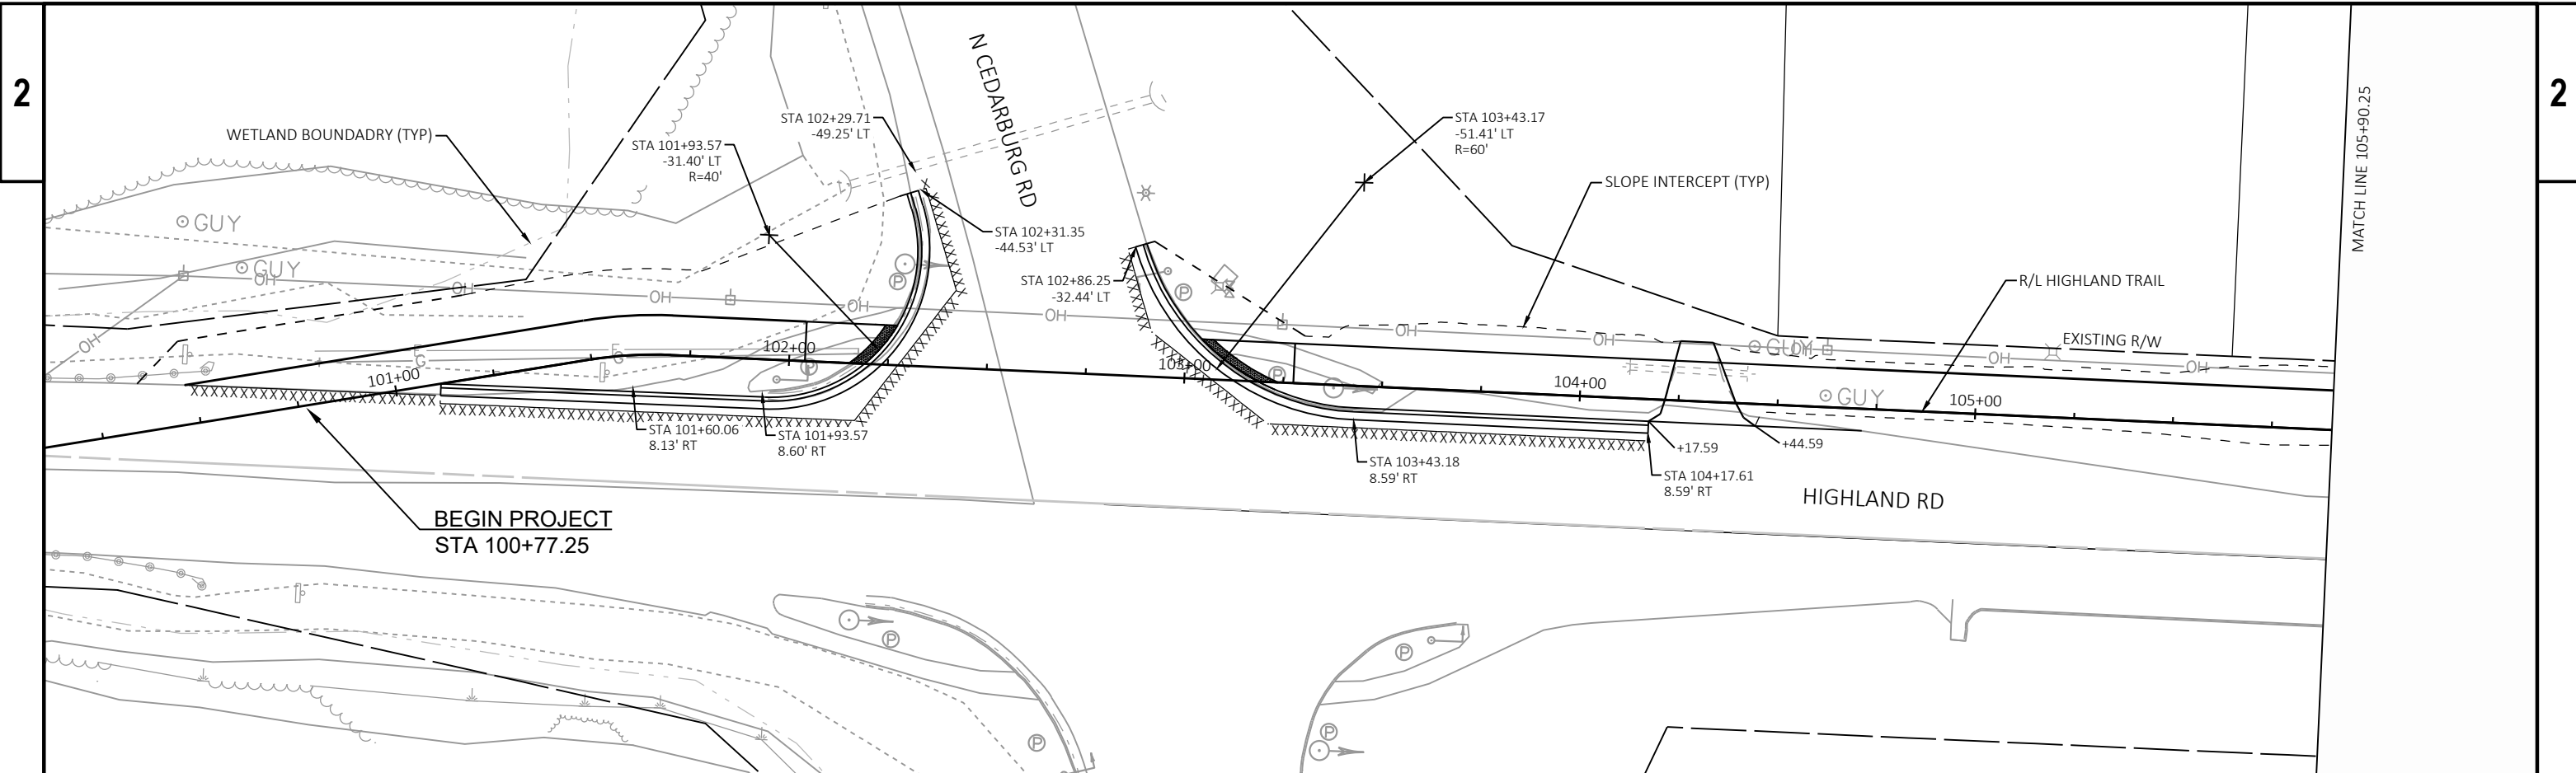 2
2
N CEDARBURG RD
MATCH LINE 105+90.25
WETLAND BOUNDADRY (TYP)
STA 101+93.57
-31.40' LT
R=40'
STA 102+29.71
-49.25' LT
STA 103+43.17
-51.41' LT
R=60'
SLOPE INTERCEPT (TYP)
GUY
GUY
STA 102+31.35
-44.53' LT
STA 102+86.25
-32.44' LT
R/L HIGHLAND TRAIL
EXISTING R/W
OH
OH
OH
OH
OH
OH
OH
OH
OH
OH
OH
OH
P
P
P
P
F
F
G
G
GUY
GUY
101+00
102+00
103+00
104+00
105+00
STA 101+60.06
8.13' RT
STA 101+93.57
8.60' RT
STA 103+43.18
8.59' RT
+17.59
+44.59
STA 104+17.61
8.59' RT
HIGHLAND RD
BEGIN PROJECT
STA 100+77.25
P
P
P
P